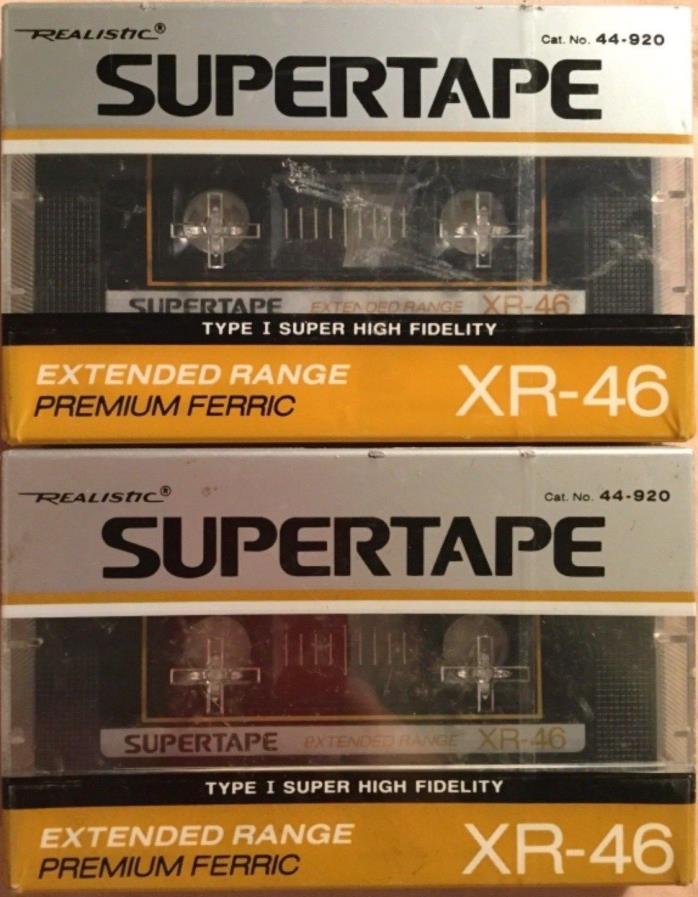 REALISTIC® Cat. No. 44-920
SUPERTAPE
SUPERTAPE EXTENDED RANGE XR-46
TYPE I SUPER HIGH FIDELITY
EXTENDED RANGE XR-46
PREMIUM FERRIC
REALISTIC® Cat. No. 44-920
SUPERTAPE
SUPERTAPE EXTENDED RANGE XR-46
TYPE I SUPER HIGH FIDELITY
EXTENDED RANGE XR-46
PREMIUM FERRIC